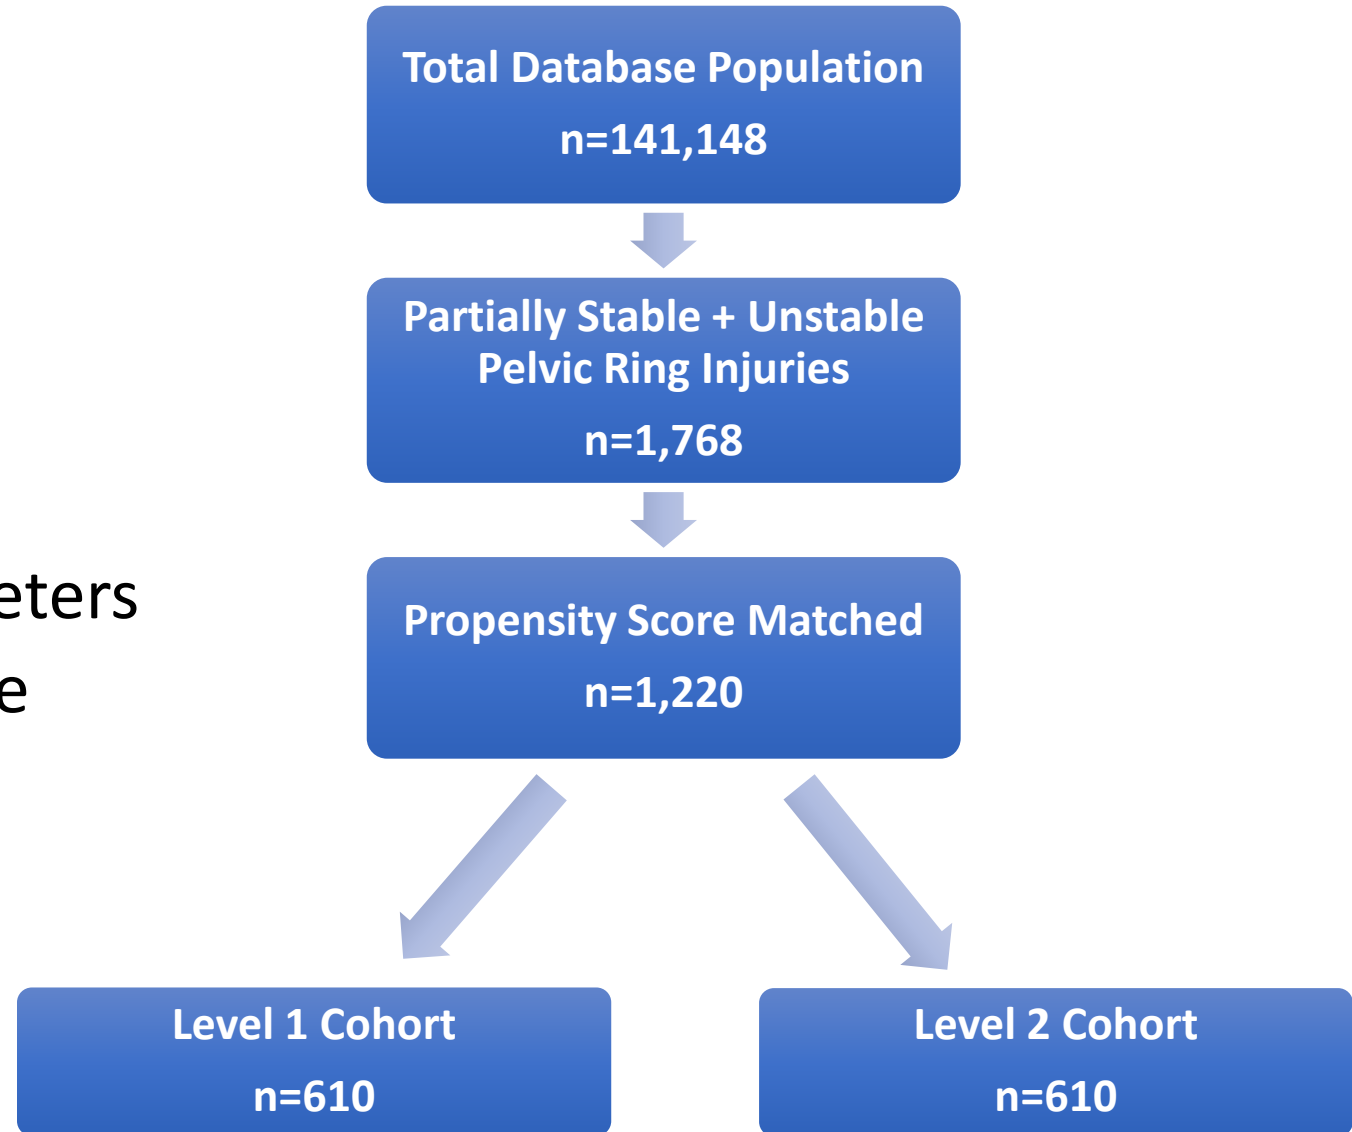 Total Database Population
n=141,148
Partially Stable + Unstable
Pelvic Ring Injuries
n=1,768
eters
e
Propensity Score Matched
n=1,220
Level 1 Cohort
n=610
Level 2 Cohort
n=610